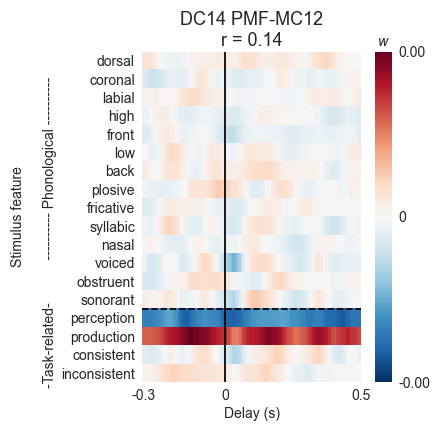 DC14 PMF-MC12
r = 0.14
w
dorsal
coronal
labial
high
front
low
back
plosive
fricative
syllabic
nasal
voiced
obstruent
sonorant
perception
production
consistent
inconsistent
Stimulus feature
-Task-related- ---------- Phonological ----------
0.00
0
-0.00
-0.3 0 0.5
Delay (s)